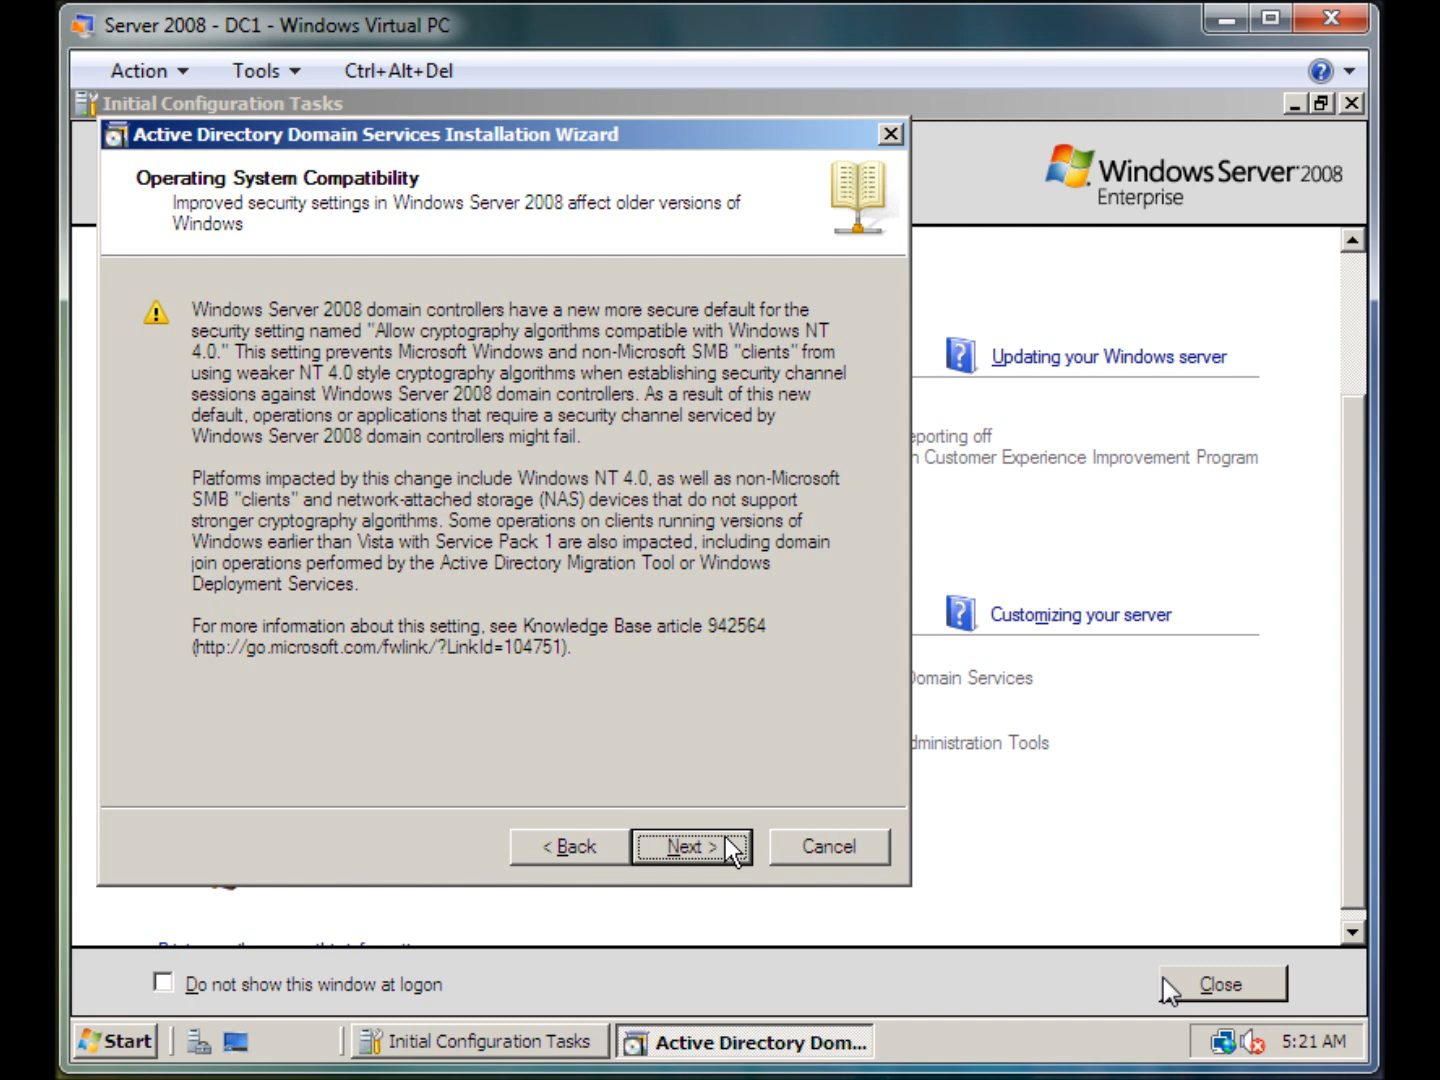 Server 2008 - DC1 - Windows Virtual PC
Action Tools Ctrl+Alt+Del
Initial Configuration Tasks
Active Directory Domain Services Installation Wizard
Operating System Compatibility
Improved security settings in Windows Server 2008 affect older versions of
Windows
Windows Server 2008
Enterprise
Windows Server 2008 domain controllers have a new more secure default for the
security setting named "Allow cryptography algorithms compatible with Windows NT
4.0." This setting prevents Microsoft Windows and non-Microsoft SMB "clients" from
using weaker NT 4.0 style cryptography algorithms when establishing security channel
sessions against Windows Server 2008 domain controllers. As a result of this new
default, operations or applications that require a security channel serviced by
Windows Server 2008 domain controllers might fail.
Platforms impacted by this change include Windows NT 4.0, as well as non-Microsoft
SMB "clients" and network-attached storage (NAS) devices that do not support
stronger cryptography algorithms. Some operations on clients running versions of
Windows earlier than Vista with Service Pack 1 are also impacted, including domain
join operations performed by the Active Directory Migration Tool or Windows
Deployment Services.
For more information about this setting, see Knowledge Base article 942564
(http://go.microsoft.com/fwlink/?LinkId=104751).
Updating your Windows server
eporting off
n Customer Experience Improvement Program
Customizing your server
Domain Services
dministration Tools
< Back Next > Cancel
Do not show this window at logon
Close
Start Initial Configuration Tasks Active Directory Dom... 5:21 AM